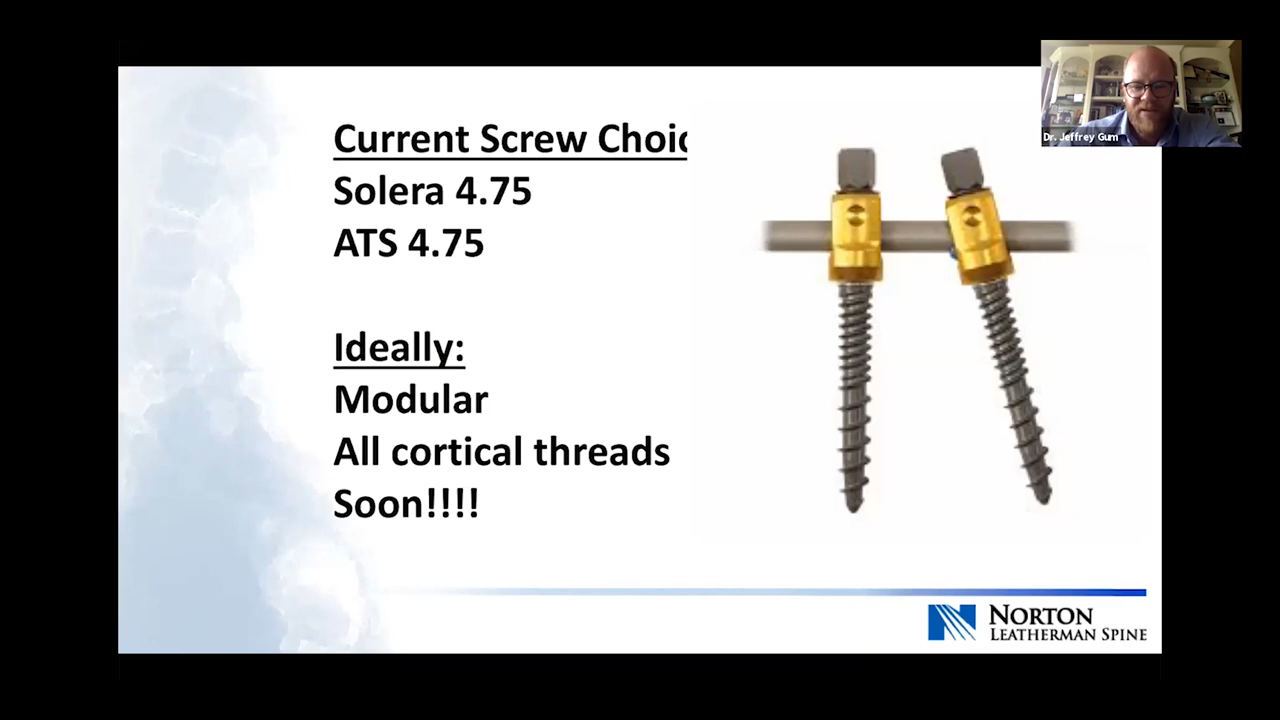 Current Screw Choic
Solera 4.75
ATS 4.75
Ideally:
Modular
All cortical threads
Soon!!!!
Dr. Jeffrey Gum
NORTON
LEATHERMAN SPINE